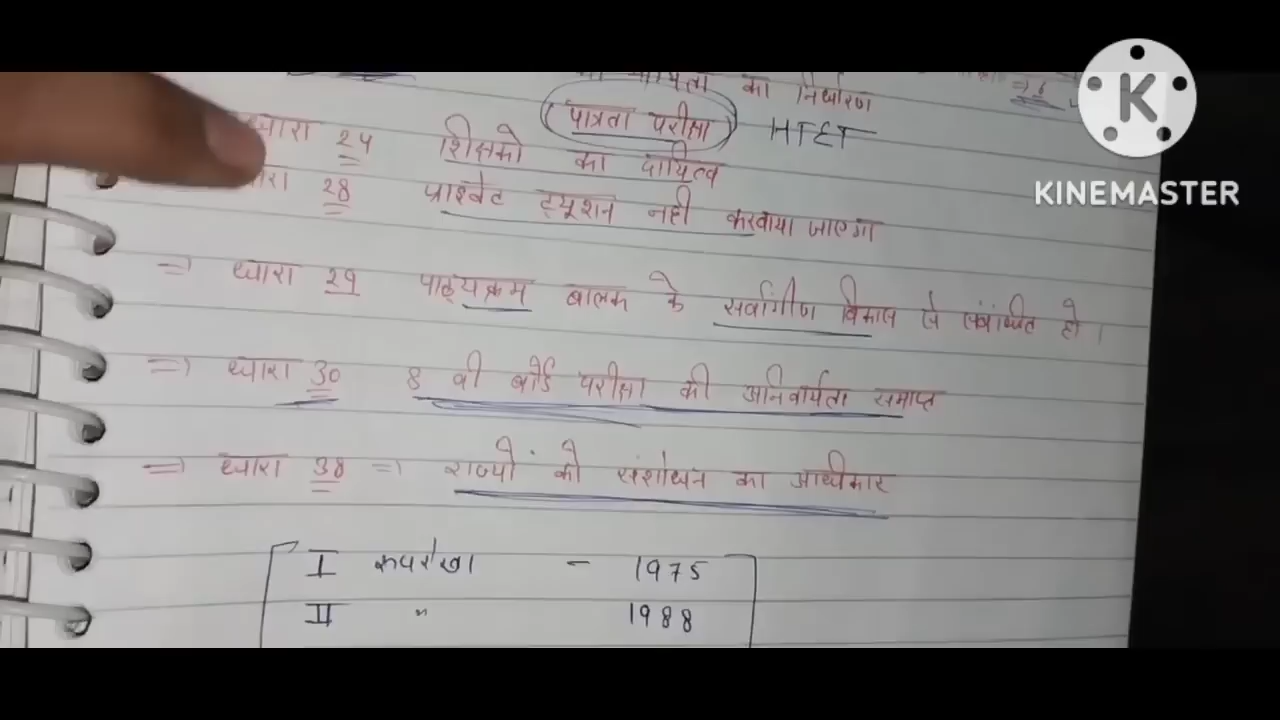 का निर्धारण
पात्रता परीक्षा HTET
धारा 24 शिक्षको का दायित्व
धारा 28 प्राइवेट ट्यूशन नही करवाया जाएगा
⇒ धारा 29 पाठ्यक्रम बालक के सर्वांगीण विकास से संबंधित हो ।
⇒ धारा 30 8 वी बोर्ड परीक्षा की अनिवार्यता समाप्त
⇒ धारा 38 ⇒ राज्यों को संशोधन का अधिकार
I रुपरेखा - 1975
II " 1988
K
KINEMASTER